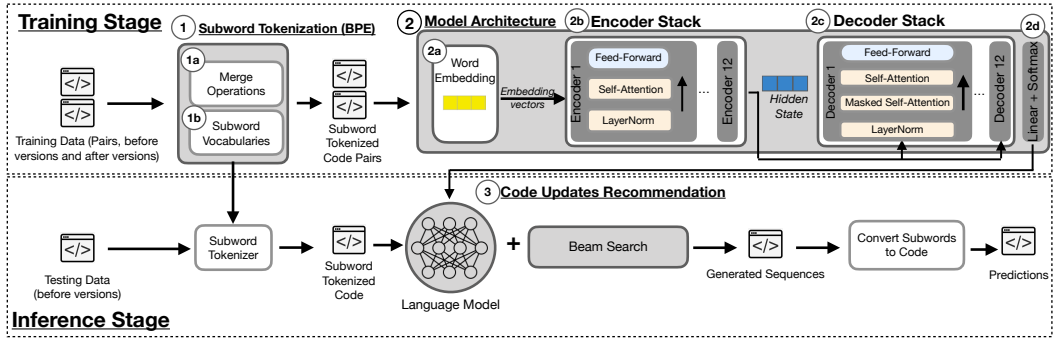 Training Stage
1 Subword Tokenization (BPE)
1a
Merge
Operations
1b
Subword
Vocabularies
</>
</>
Training Data (Pairs, before
versions and after versions)
</>
</>
Subword
Tokenized
Code Pairs
2 Model Architecture
2a
Word
Embedding
Embedding
vectors
2b Encoder Stack
Encoder 1
Feed-Forward
Self-Attention
LayerNorm
...
Encoder 12
Hidden
State
2c Decoder Stack
Decoder 1
Feed-Forward
Self-Attention
Masked Self-Attention
LayerNorm
...
Decoder 12
2d
Linear + Softmax
3 Code Updates Recommendation
</>
Testing Data
(before versions)
Subword
Tokenizer
</>
Subword
Tokenized
Code
Language Model
+
Beam Search
</>
Generated Sequences
Convert Subwords
to Code
</>
Predictions
Inference Stage